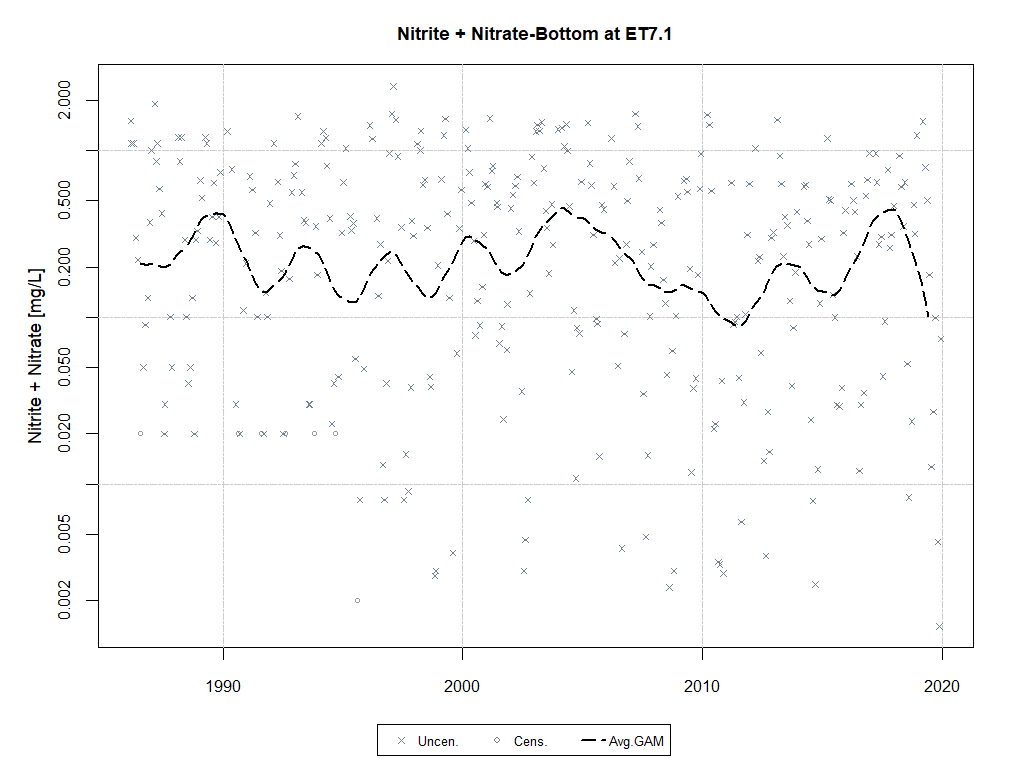 Nitrite + Nitrate-Bottom at ET7.1
Nitrite + Nitrate [mg/L]
2.000
0.500
0.200
0.050
0.020
0.005
0.002
1990
2000
2010
2020
Uncen.
Cens.
Avg.GAM